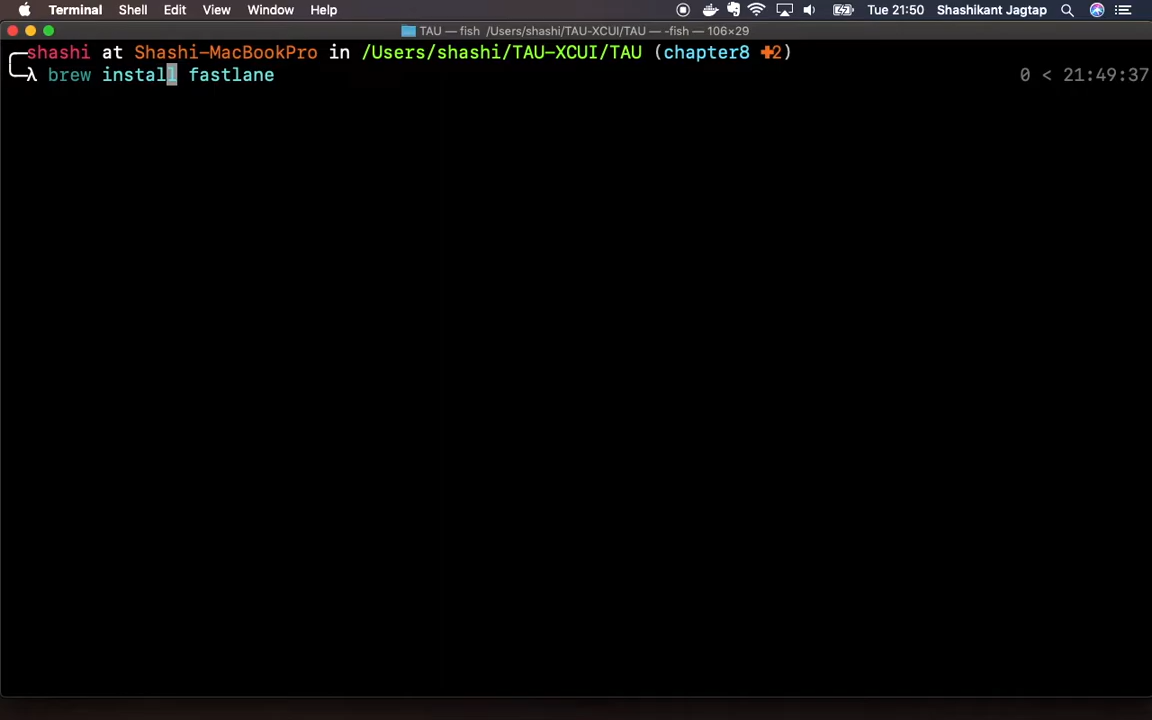 Terminal Shell Edit View Window Help Tue 21:50 Shashikant Jagtap
TAU — fish /Users/shashi/TAU-XCUI/TAU — -fish — 106×29
shashi at Shashi-MacBookPro in /Users/shashi/TAU-XCUI/TAU (chapter8 ✚2)
λ brew install fastlane 0 < 21:49:37